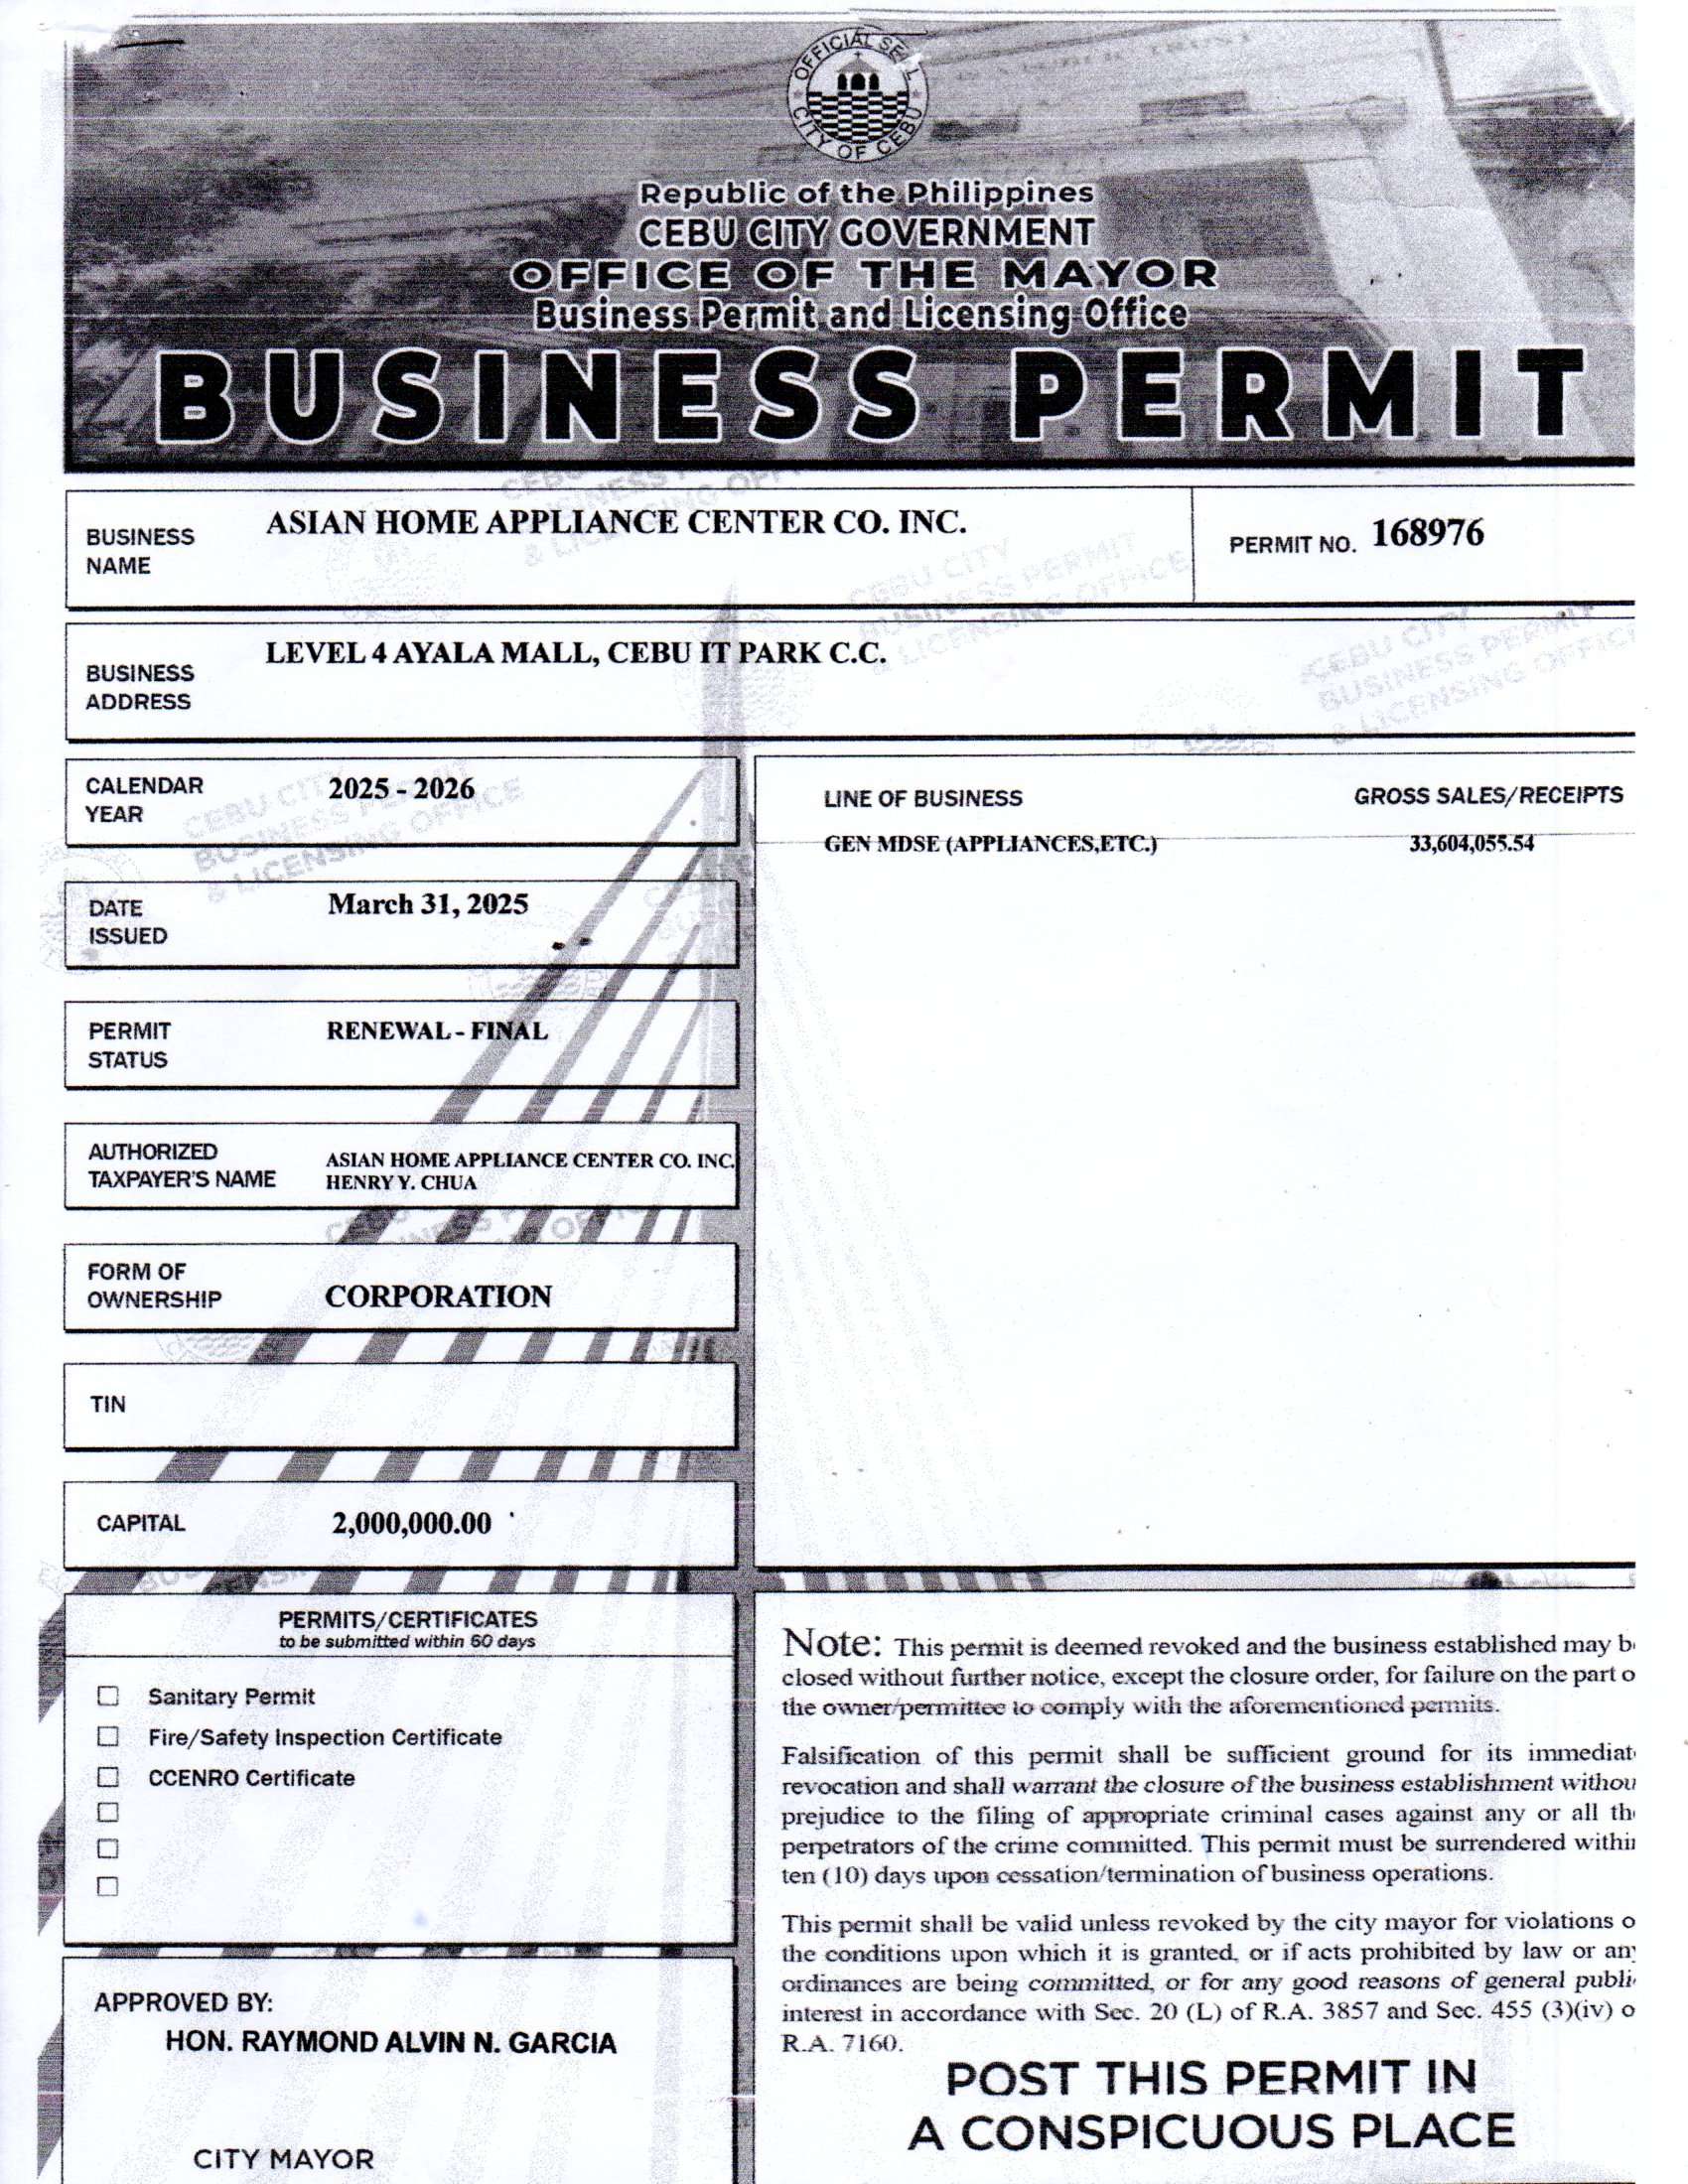 OFFICIAL SEAL
CITY OF CEBU
Republic of the Philippines
CEBU CITY GOVERNMENT
OFFICE OF THE MAYOR
Business Permit and Licensing Office
BUSINESS PERMIT
BUSINESS NAME
ASIAN HOME APPLIANCE CENTER CO. INC.
PERMIT NO. 168976
CEBU CITY
BUSINESS PERMIT
& LICENSING OFFICE
BUSINESS ADDRESS
LEVEL 4 AYALA MALL, CEBU IT PARK C.C.
CEBU CITY
BUSINESS PERMIT
& LICENSING OFFICE
CALENDAR YEAR
2025 - 2026
CEBU CITY
BUSINESS PERMIT
& LICENSING OFFICE
DATE ISSUED
March 31, 2025
PERMIT STATUS
RENEWAL - FINAL
AUTHORIZED TAXPAYER'S NAME
ASIAN HOME APPLIANCE CENTER CO. INC.
HENRY Y. CHUA
FORM OF OWNERSHIP
CORPORATION
TIN
CAPITAL
2,000,000.00
LINE OF BUSINESS
GROSS SALES/RECEIPTS
GEN MDSE (APPLIANCES,ETC.)
33,604,055.54
PERMITS/CERTIFICATES
to be submitted within 60 days
Sanitary Permit
Fire/Safety Inspection Certificate
CCENRO Certificate
APPROVED BY:
HON. RAYMOND ALVIN N. GARCIA
CITY MAYOR
Note: This permit is deemed revoked and the business established may b
closed without further notice, except the closure order, for failure on the part o
the owner/permittee to comply with the aforementioned permits.
Falsification of this permit shall be sufficient ground for its immediat
revocation and shall warrant the closure of the business establishment withou
prejudice to the filing of appropriate criminal cases against any or all th
perpetrators of the crime committed. This permit must be surrendered within
ten (10) days upon cessation/termination of business operations.
This permit shall be valid unless revoked by the city mayor for violations o
the conditions upon which it is granted, or if acts prohibited by law or any
ordinances are being committed, or for any good reasons of general publi
interest in accordance with Sec. 20 (L) of R.A. 3857 and Sec. 455 (3)(iv) o
R.A. 7160.
POST THIS PERMIT IN
A CONSPICUOUS PLACE